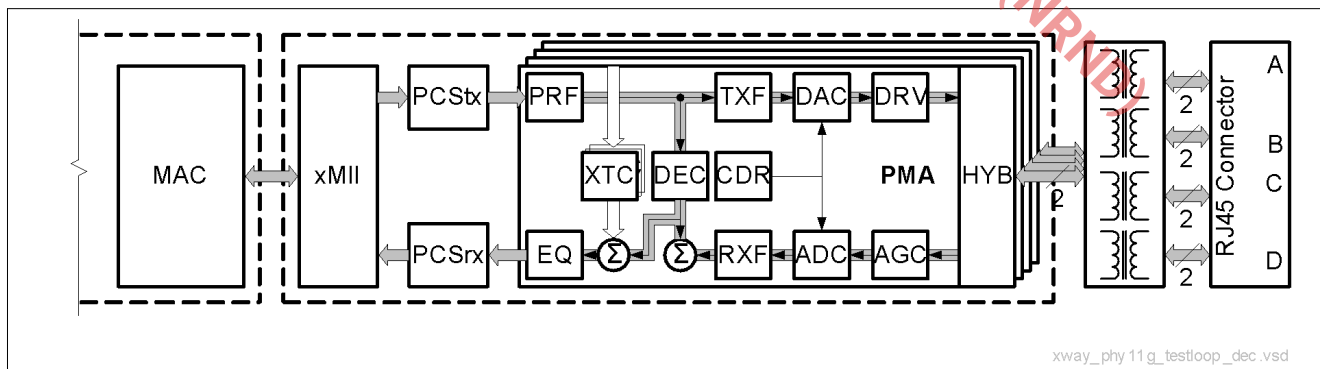 (NRND)
MAC
xMII
PCStx
PRF
TXF
DAC
DRV
XTC
DEC
CDR
PMA
HYB
PCSrx
EQ
Σ
Σ
RXF
ADC
AGC
2
2
2
2
2
RJ45 Connector
A
B
C
D
xway_phy11g_testloop_dec.vsd